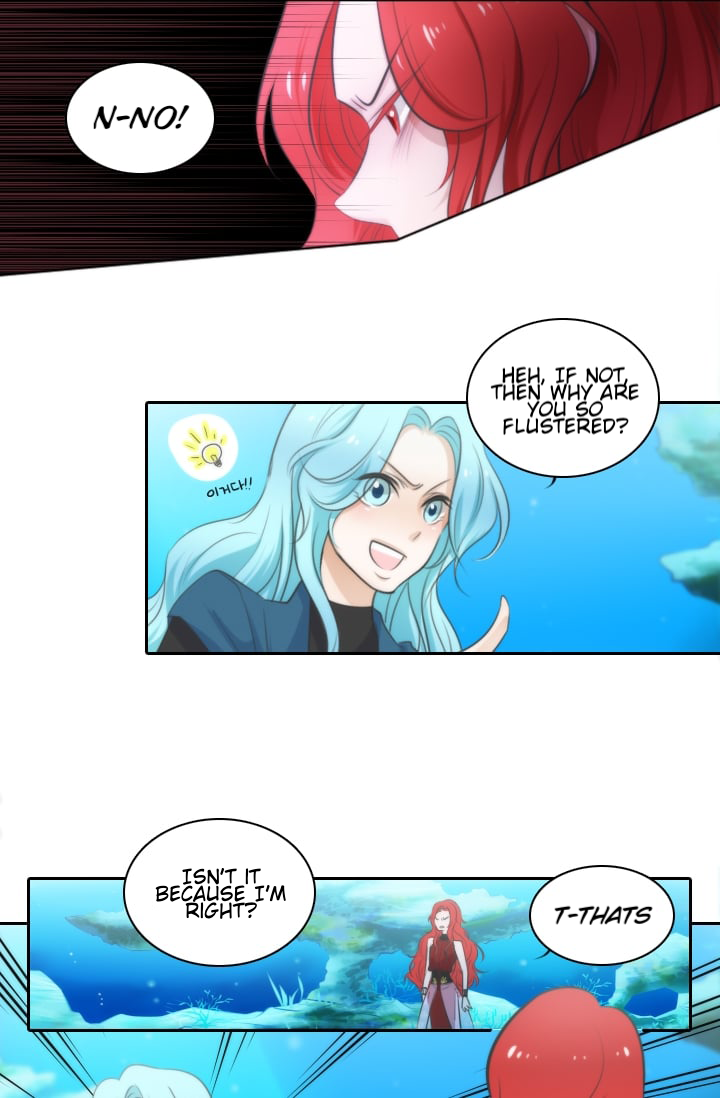 N-NO!
HEH, IF NOT,
THEN WHY ARE
YOU SO
FLUSTERED?
이거다!!
ISN'T IT
BECAUSE I'M
RIGHT?
T-THATS